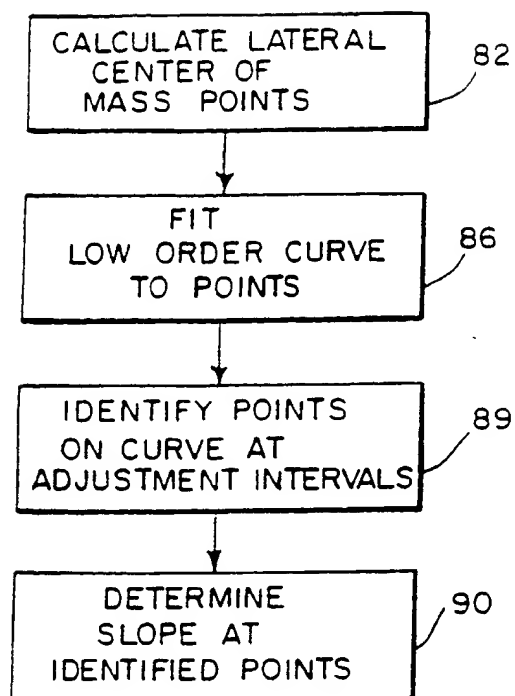 CALCULATE LATERAL
CENTER OF
MASS POINTS
82
FIT
LOW ORDER CURVE
TO POINTS
86
IDENTIFY POINTS
ON CURVE AT
ADJUSTMENT INTERVALS
89
DETERMINE
SLOPE AT
IDENTIFIED POINTS
90